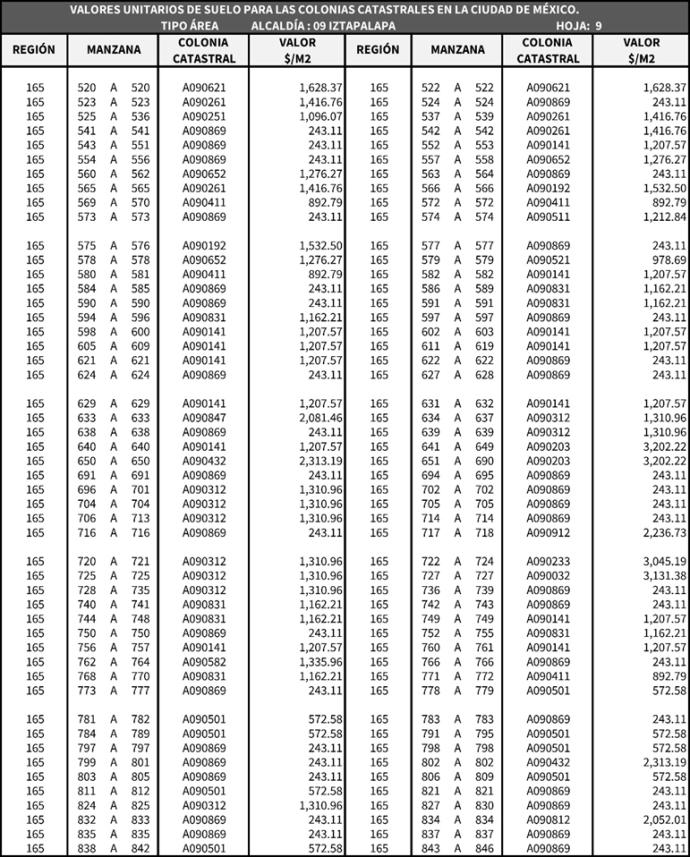 VALORES UNITARIOS DE SUELO PARA LAS COLONIAS CATASTRALES EN LA CIUDAD DE MÉXICO.
TIPO ÁREA ALCALDÍA : 09 IZTAPALAPA HOJA: 9
REGIÓN MANZANA COLONIA CATASTRAL VALOR $/M2 REGIÓN MANZANA COLONIA CATASTRAL VALOR $/M2
165 520 A 520 A090621 1,628.37 165 522 A 522 A090621 1,628.37
165 523 A 523 A090261 1,416.76 165 524 A 524 A090869 243.11
165 525 A 536 A090251 1,096.07 165 537 A 539 A090261 1,416.76
165 541 A 541 A090869 243.11 165 542 A 542 A090261 1,416.76
165 543 A 551 A090869 243.11 165 552 A 553 A090141 1,207.57
165 554 A 556 A090869 243.11 165 557 A 558 A090652 1,276.27
165 560 A 562 A090652 1,276.27 165 563 A 564 A090869 243.11
165 565 A 565 A090261 1,416.76 165 566 A 566 A090192 1,532.50
165 569 A 570 A090411 892.79 165 572 A 572 A090411 892.79
165 573 A 573 A090869 243.11 165 574 A 574 A090511 1,212.84
165 575 A 576 A090192 1,532.50 165 577 A 577 A090869 243.11
165 578 A 578 A090652 1,276.27 165 579 A 579 A090521 978.69
165 580 A 581 A090411 892.79 165 582 A 582 A090141 1,207.57
165 584 A 585 A090869 243.11 165 586 A 589 A090831 1,162.21
165 590 A 590 A090869 243.11 165 591 A 591 A090831 1,162.21
165 594 A 596 A090831 1,162.21 165 597 A 597 A090869 243.11
165 598 A 600 A090141 1,207.57 165 602 A 603 A090141 1,207.57
165 605 A 609 A090141 1,207.57 165 611 A 619 A090141 1,207.57
165 621 A 621 A090141 1,207.57 165 622 A 622 A090869 243.11
165 624 A 624 A090869 243.11 165 627 A 628 A090869 243.11
165 629 A 629 A090141 1,207.57 165 631 A 632 A090141 1,207.57
165 633 A 633 A090847 2,081.46 165 634 A 637 A090312 1,310.96
165 638 A 638 A090869 243.11 165 639 A 639 A090312 1,310.96
165 640 A 640 A090141 1,207.57 165 641 A 649 A090203 3,202.22
165 650 A 650 A090432 2,313.19 165 651 A 690 A090203 3,202.22
165 691 A 691 A090869 243.11 165 694 A 695 A090869 243.11
165 696 A 701 A090312 1,310.96 165 702 A 702 A090869 243.11
165 704 A 704 A090312 1,310.96 165 705 A 705 A090869 243.11
165 706 A 713 A090312 1,310.96 165 714 A 714 A090869 243.11
165 716 A 716 A090869 243.11 165 717 A 718 A090912 2,236.73
165 720 A 721 A090312 1,310.96 165 722 A 724 A090233 3,045.19
165 725 A 725 A090312 1,310.96 165 727 A 727 A090032 3,131.38
165 728 A 735 A090312 1,310.96 165 736 A 739 A090869 243.11
165 740 A 741 A090831 1,162.21 165 742 A 743 A090869 243.11
165 744 A 748 A090831 1,162.21 165 749 A 749 A090141 1,207.57
165 750 A 750 A090869 243.11 165 752 A 755 A090831 1,162.21
165 756 A 757 A090141 1,207.57 165 760 A 761 A090141 1,207.57
165 762 A 764 A090582 1,335.96 165 766 A 766 A090869 243.11
165 768 A 770 A090831 1,162.21 165 771 A 772 A090411 892.79
165 773 A 777 A090869 243.11 165 778 A 779 A090501 572.58
165 781 A 782 A090501 572.58 165 783 A 783 A090869 243.11
165 784 A 789 A090501 572.58 165 791 A 795 A090501 572.58
165 797 A 797 A090869 243.11 165 798 A 798 A090501 572.58
165 799 A 801 A090869 243.11 165 802 A 802 A090432 2,313.19
165 803 A 805 A090869 243.11 165 806 A 809 A090501 572.58
165 811 A 812 A090501 572.58 165 821 A 821 A090869 243.11
165 824 A 825 A090312 1,310.96 165 827 A 830 A090869 243.11
165 832 A 833 A090869 243.11 165 834 A 834 A090812 2,052.01
165 835 A 835 A090869 243.11 165 837 A 837 A090869 243.11
165 838 A 842 A090501 572.58 165 843 A 846 A090869 243.11